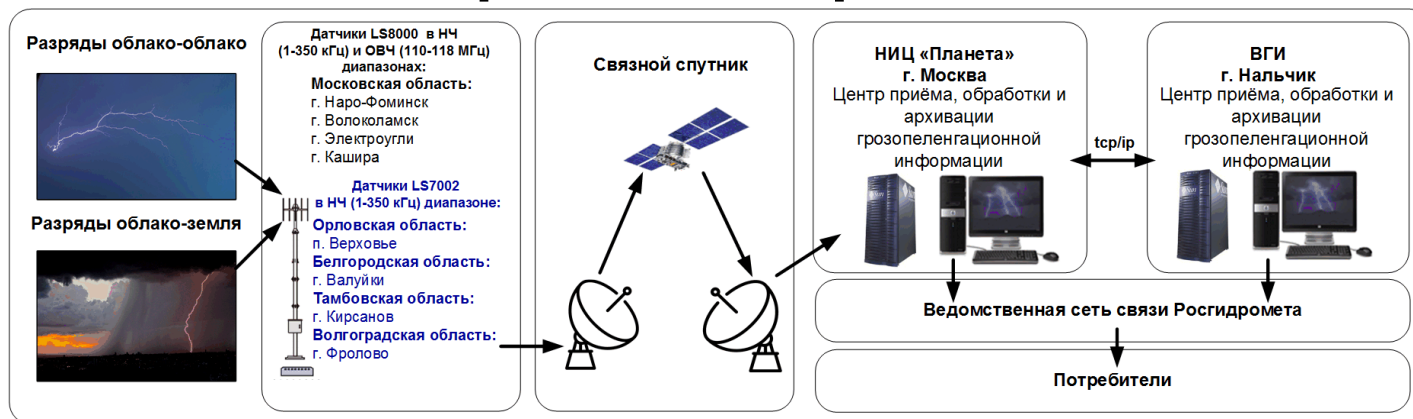 Разряды облако-облако
Разряды облако-земля
Датчики LS8000 в НЧ
(1-350 кГц) и ОВЧ (110-118 МГц)
диапазонах:
Московская область:
г. Наро-Фоминск
г. Волоколамск
г. Электроугли
г. Кашира
Датчики LS7002
в НЧ (1-350 кГц) диапазоне:
Орловская область:
п. Верховье
Белгородская область:
г. Валуйки
Тамбовская область:
г. Кирсанов
Волгоградская область:
г. Фролово
Связной спутник
НИЦ «Планета»
г. Москва
Центр приёма, обработки и
архивации
грозопеленгационной
информации
tcp/ip
ВГИ
г. Нальчик
Центр приёма, обработки и
архивации
грозопеленгационной
информации
Ведомственная сеть связи Росгидромета
Потребители